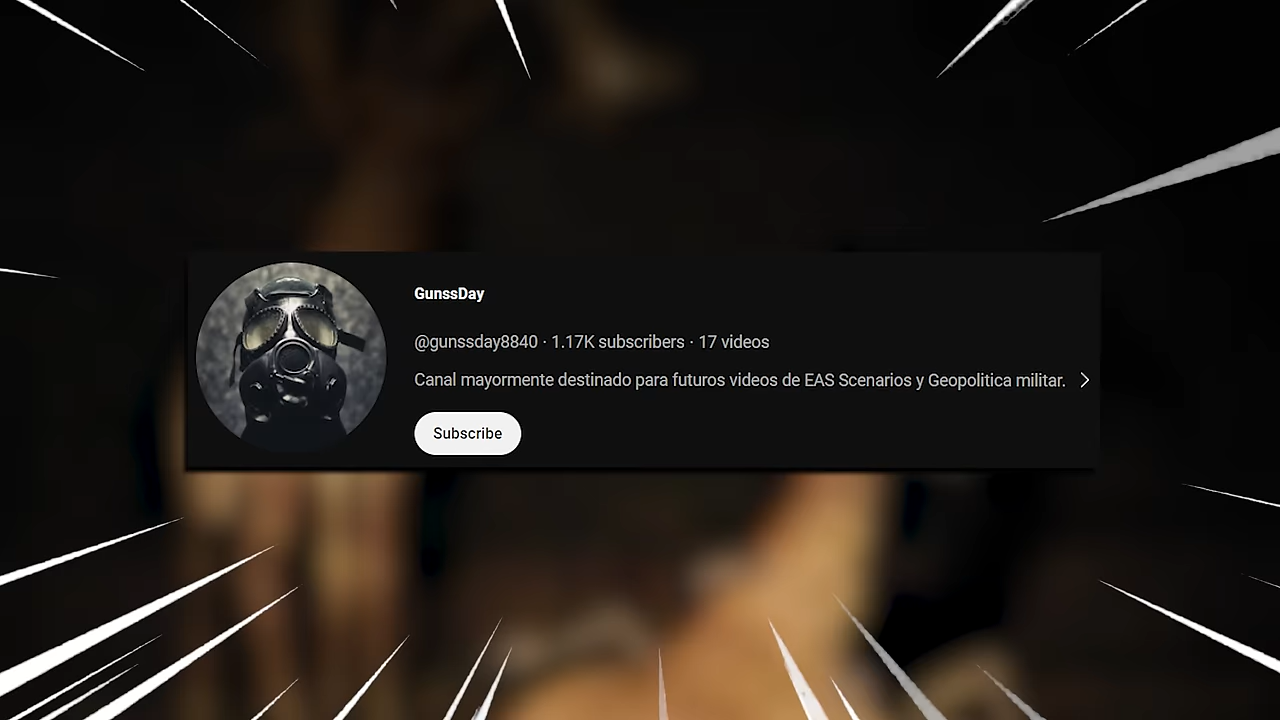 GunssDay
@gunssday8840 · 1.17K subscribers · 17 videos
Canal mayormente destinado para futuros videos de EAS Scenarios y Geopolitica militar.
Subscribe